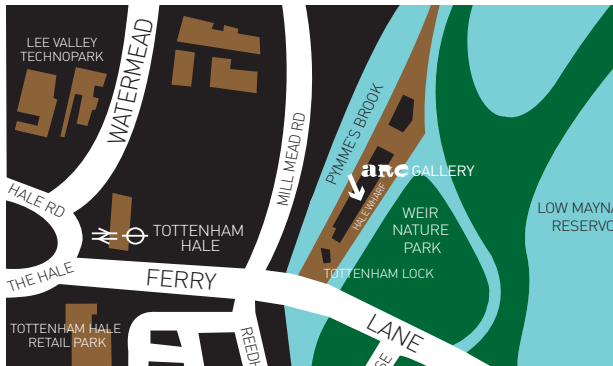 LEE VALLEY
TECHNOPARK
WATERMEAD
MILL MEAD RD
PYMME'S BROOK
arc GALLERY
HALE WHARF
HALE RD
TOTTENHAM
HALE
WEIR
NATURE
PARK
LOW MAYNA
RESERVO
THE HALE
FERRY
LANE
TOTTENHAM LOCK
TOTTENHAM HALE
RETAIL PARK
REEDH
SE